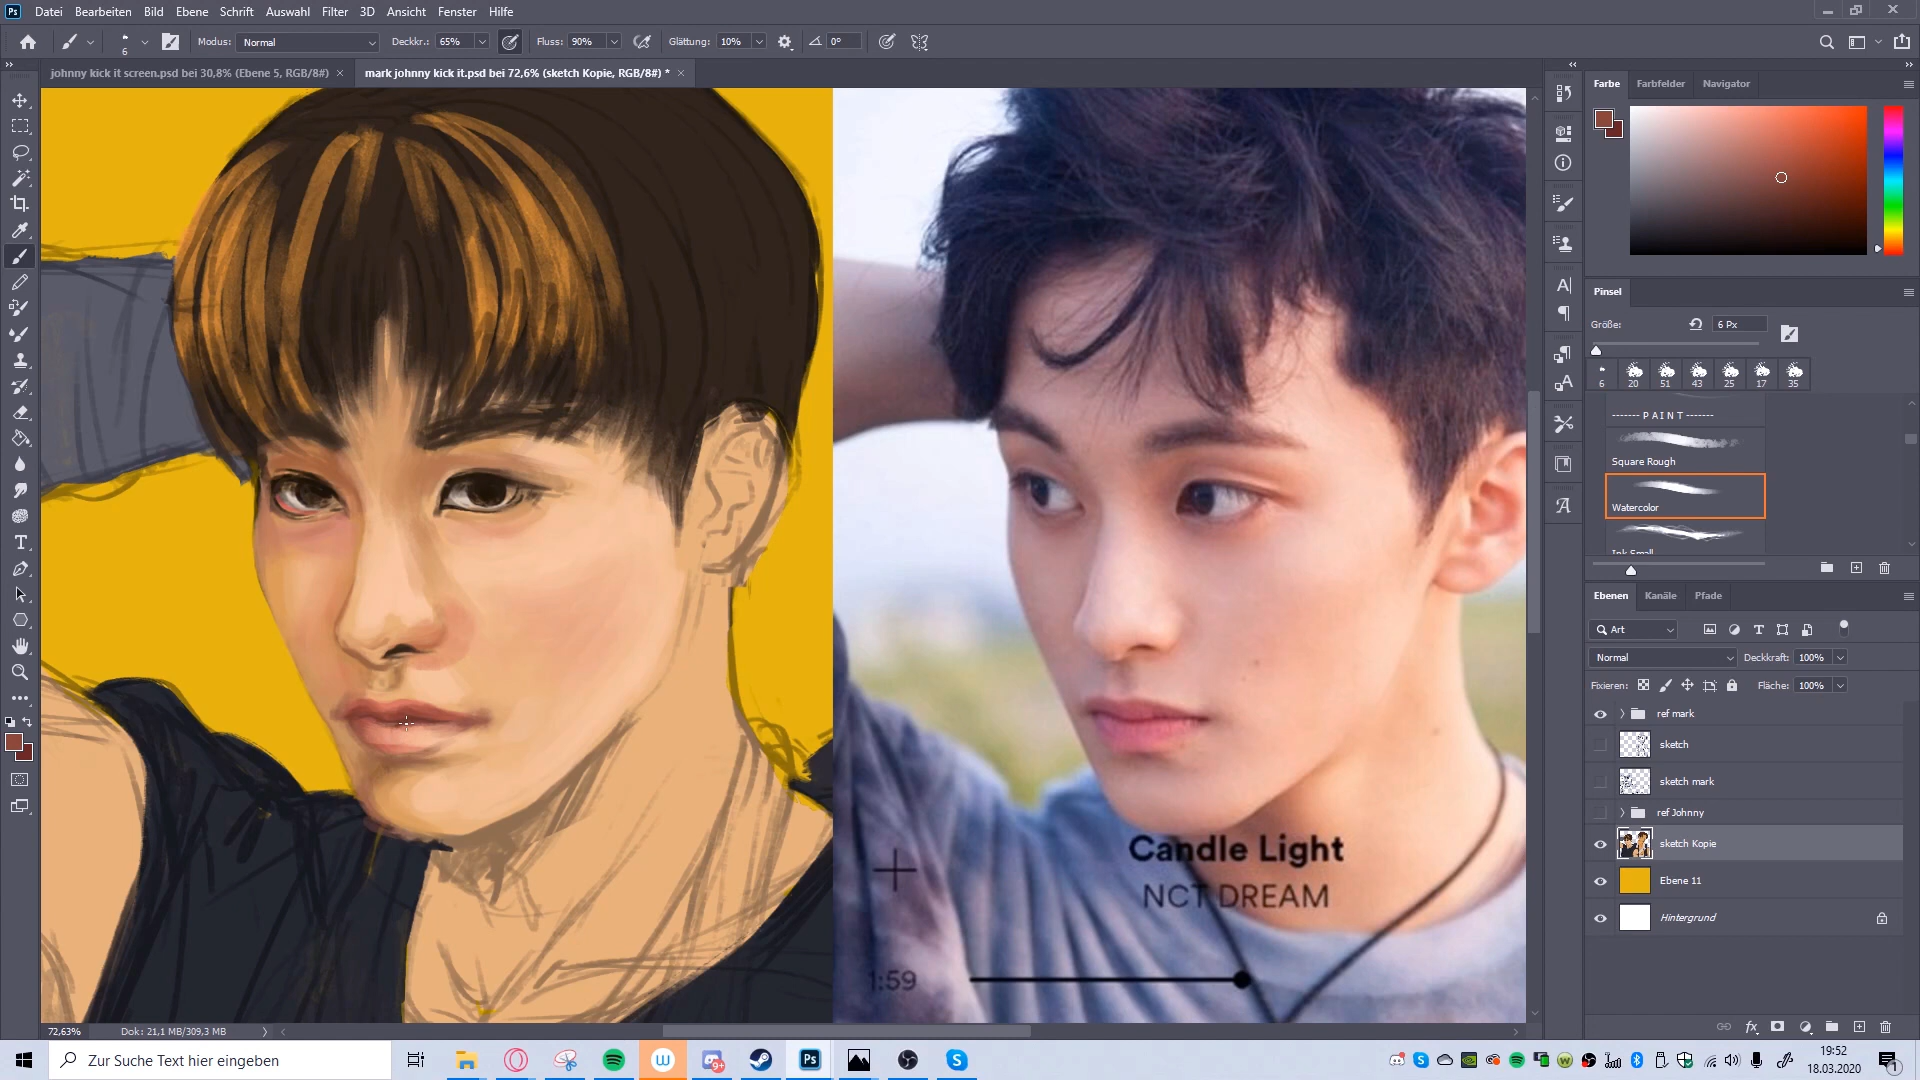 Datei Bearbeiten Bild Ebene Schrift Auswahl Filter 3D Ansicht Fenster Hilfe
6 Modus: Normal Deckkr.: 65% Fluss: 90% Glättung: 10% 0°
johnny kick it screen.psd bei 30,8% (Ebene 5, RGB/8#) × mark johnny kick it.psd bei 72,6% (sketch Kopie, RGB/8#) * ×
Farbe Farbfelder Navigator
Pinsel
Größe: 6 Px
6 20 51 43 25 17 35
------- P A I N T -------
Square Rough
Watercolor
Ink Small
Ebenen Kanäle Pfade
Art
Normal Deckkraft: 100%
Fixieren: Fläche: 100%
ref mark
sketch
sketch mark
ref Johnny
sketch Kopie
Ebene 11
Hintergrund
Candle Light
NCT DREAM
1:59
72,63% Dok: 21,1 MB/309,3 MB
Zur Suche Text hier eingeben
19:52
18.03.2020